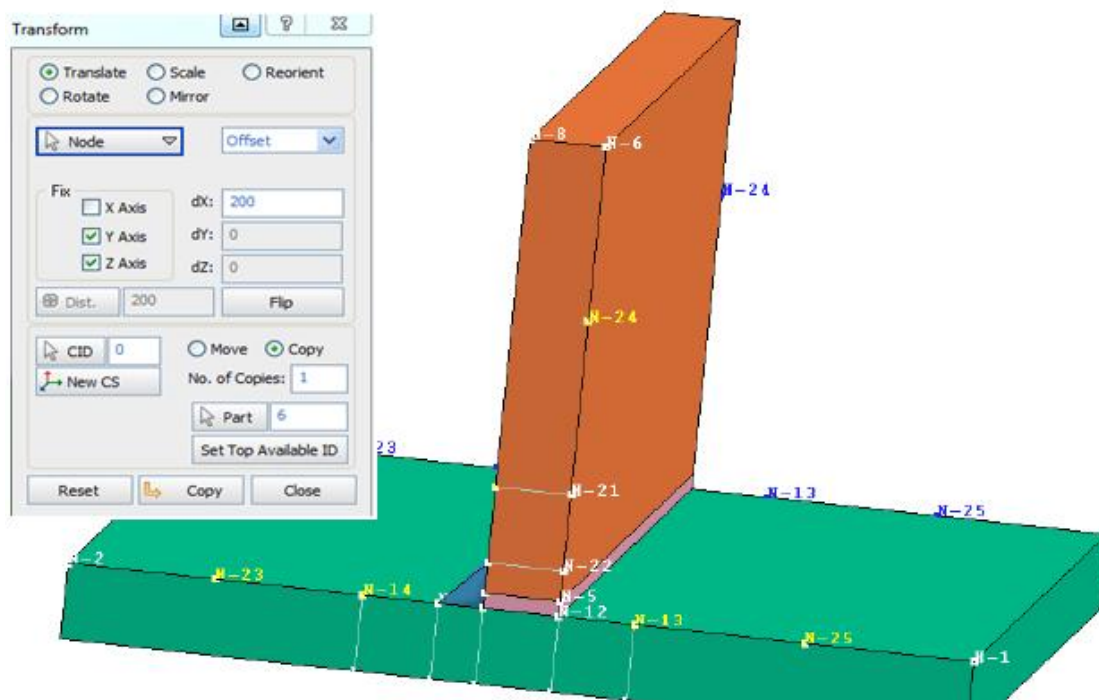 Transform
Translate Scale Reorient
Rotate Mirror
Node Offset
Fix
X Axis dX: 200
Y Axis dY: 0
Z Axis dZ: 0
Dist. 200 Flip
CID 0 Move Copy
New CS No. of Copies: 1
Part 6
Set Top Available ID
Reset Copy Close
N-6
N-24
N-24
N-21
N-13
N-25
N-22
N-2
N-23
N-14
N-5
N-12
N-13
N-25
N-1